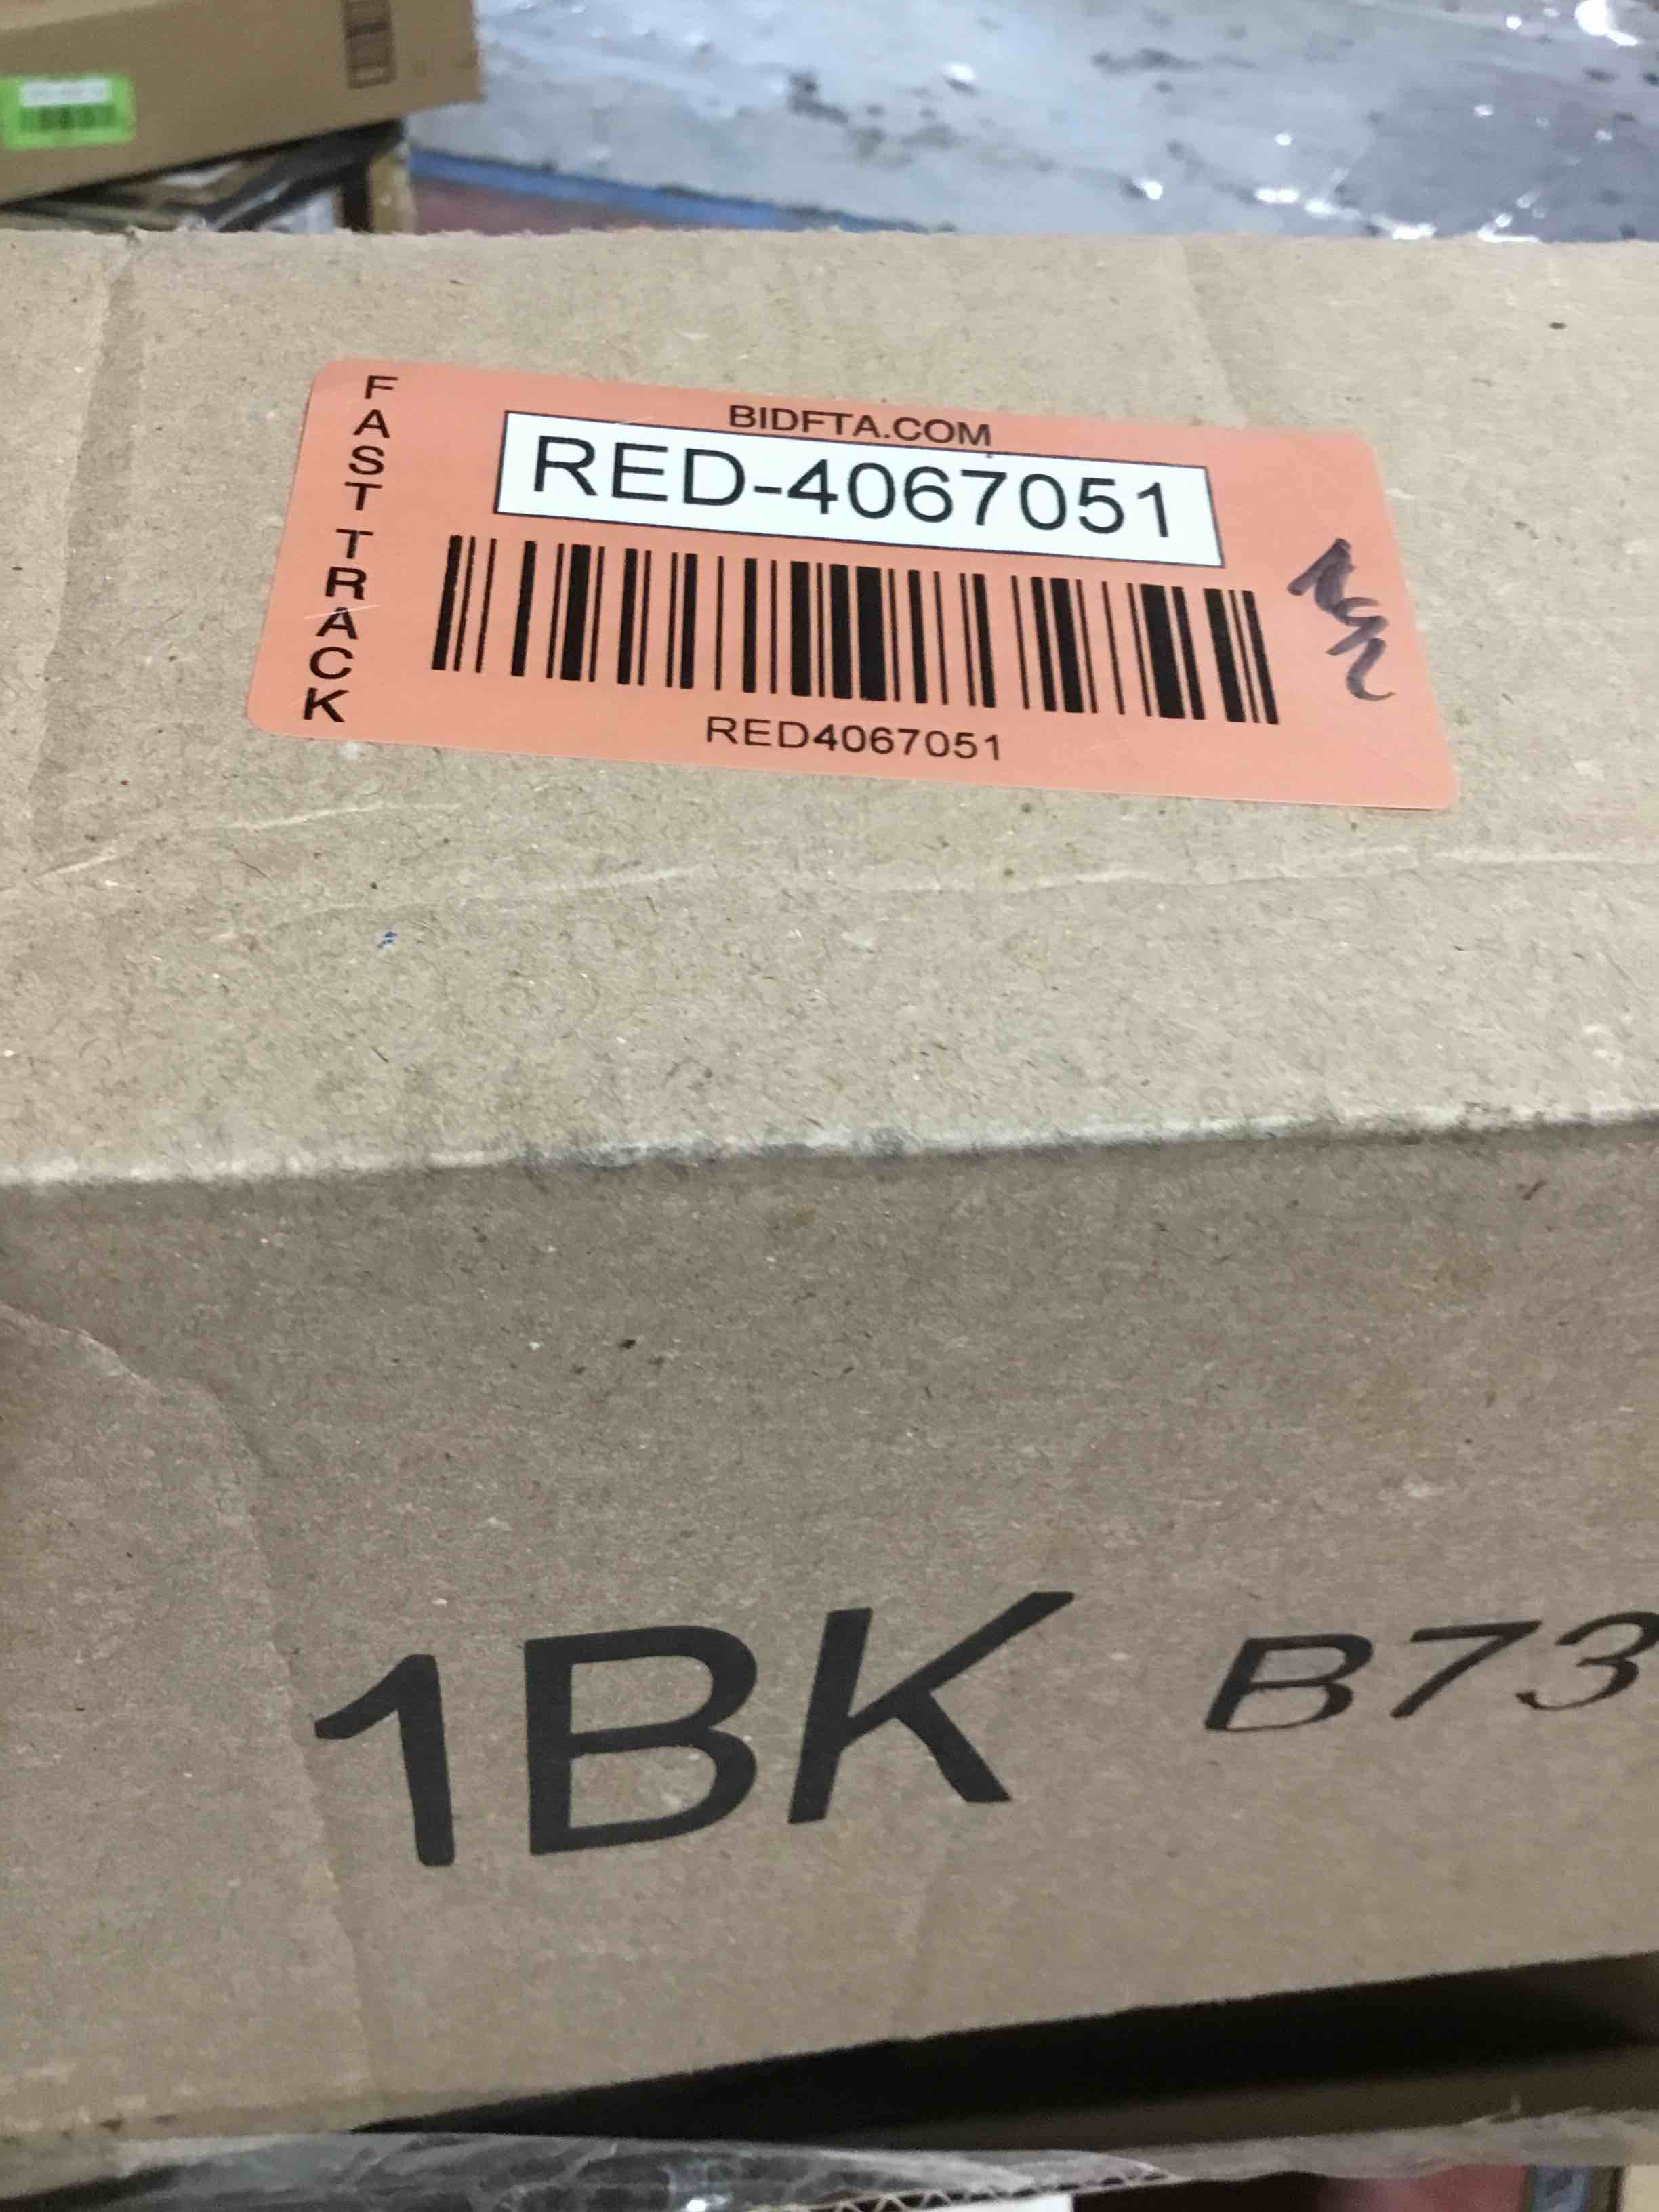 FAST TRACK
BIDFTA.COM
RED-4067051
RED4067051
1BK B73